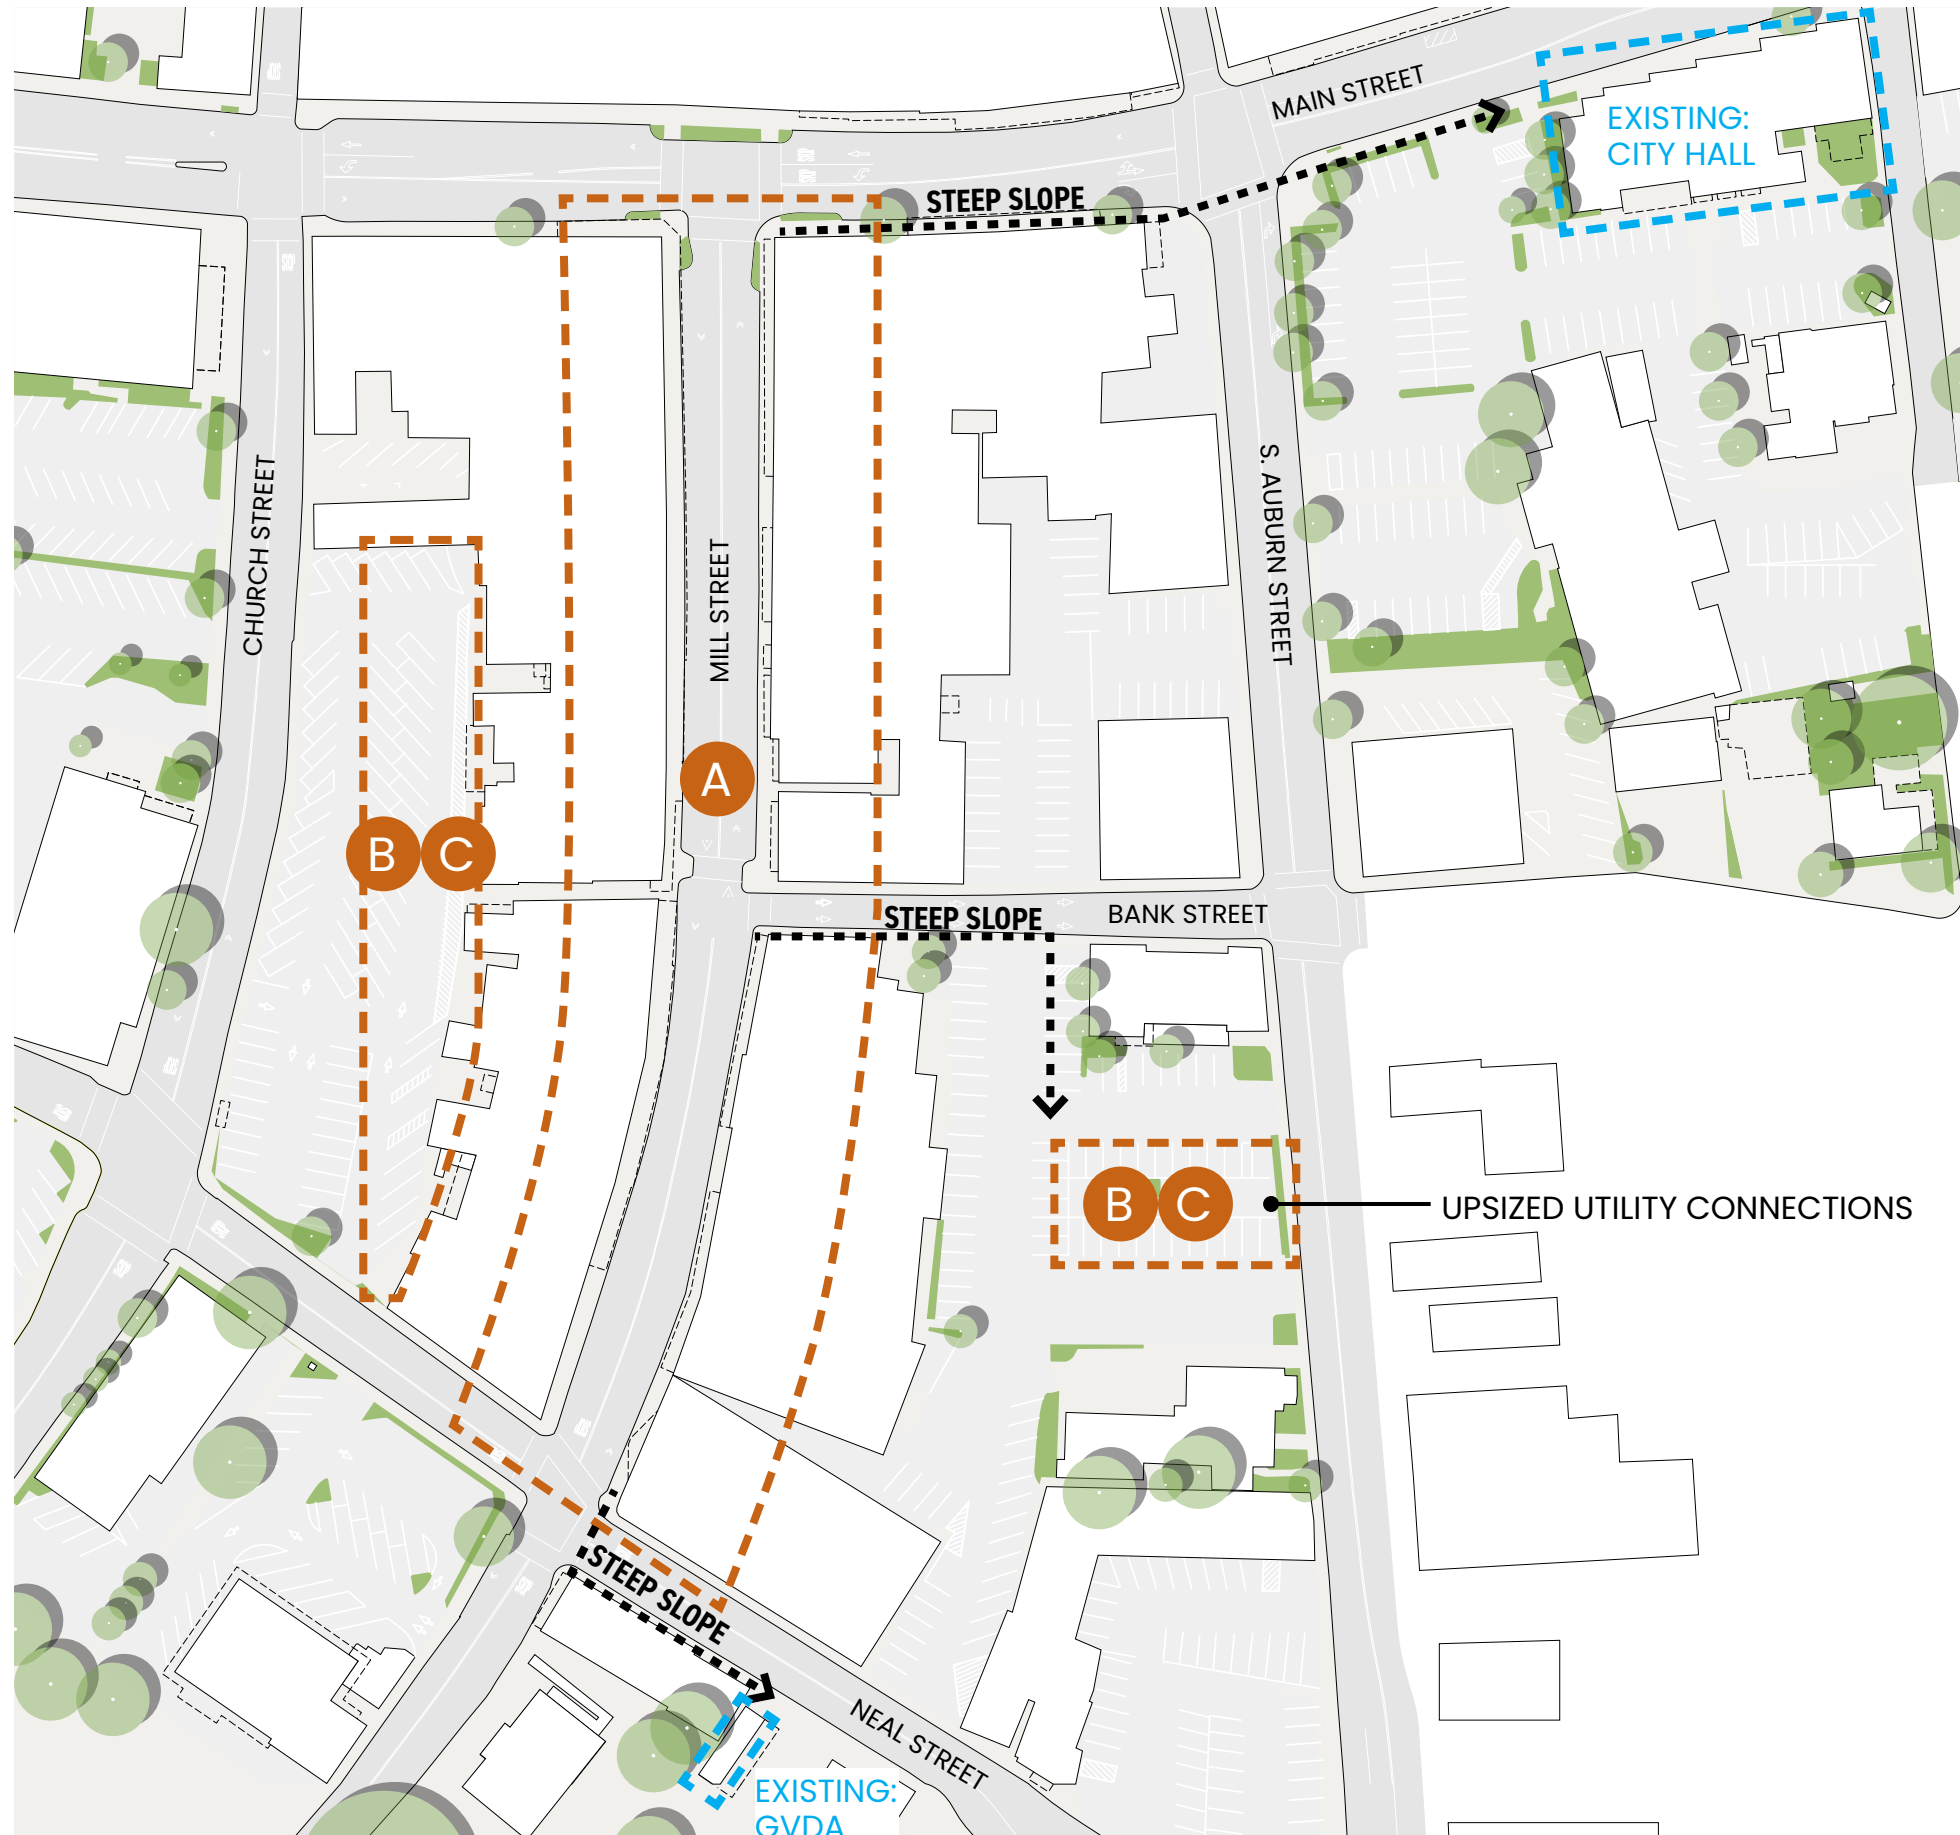 MAIN STREET
EXISTING:
CITY HALL
STEEP SLOPE
CHURCH STREET
MILL STREET
S. AUBURN STREET
A
B
C
STEEP SLOPE
BANK STREET
B
C
UPSIZED UTILITY CONNECTIONS
STEEP SLOPE
NEAL STREET
EXISTING:
GVDA